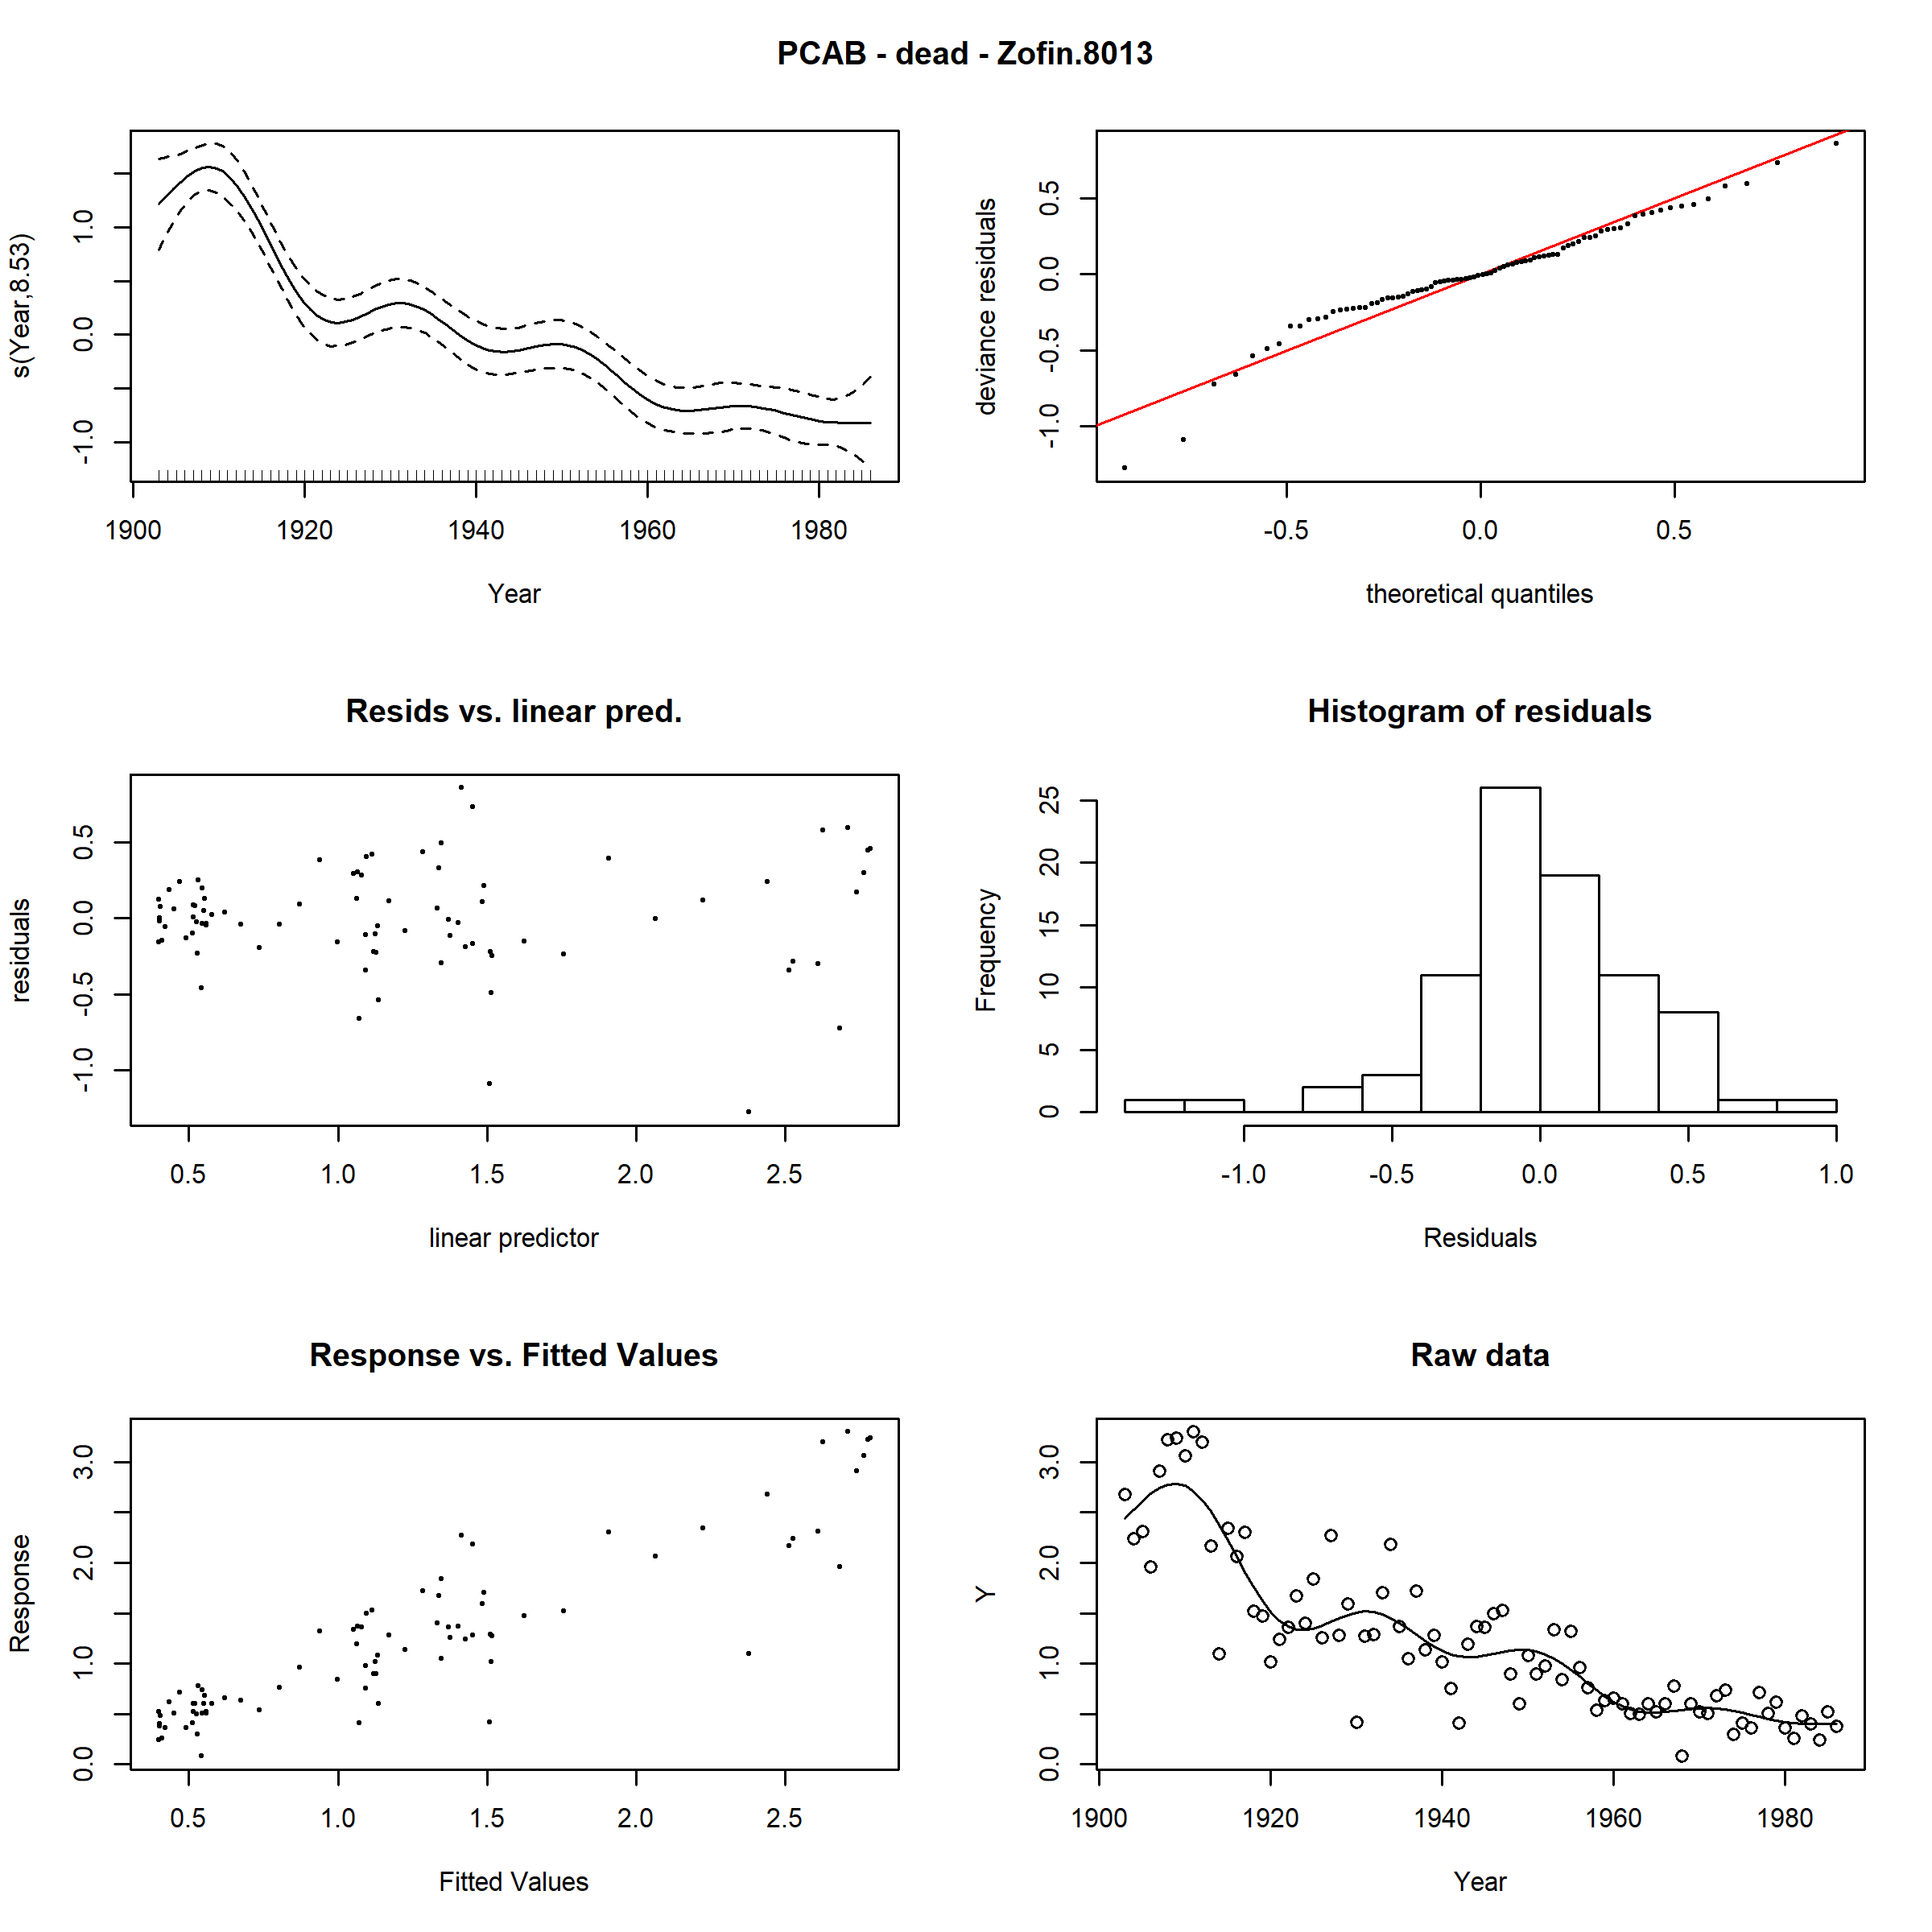 PCAB - dead - Zofin.8013
s(Year,8.53)
-1.0 0.0 1.0
1900 1920 1940 1960 1980
Year
deviance residuals
-1.0 -0.5 0.0 0.5
-0.5 0.0 0.5
theoretical quantiles
Resids vs. linear pred.
residuals
-1.0 -0.5 0.0 0.5
0.5 1.0 1.5 2.0 2.5
linear predictor
Histogram of residuals
Frequency
0 5 10 15 20 25
-1.0 -0.5 0.0 0.5 1.0
Residuals
Response vs. Fitted Values
Response
0.0 1.0 2.0 3.0
0.5 1.0 1.5 2.0 2.5
Fitted Values
Raw data
Y
0.0 1.0 2.0 3.0
1900 1920 1940 1960 1980
Year